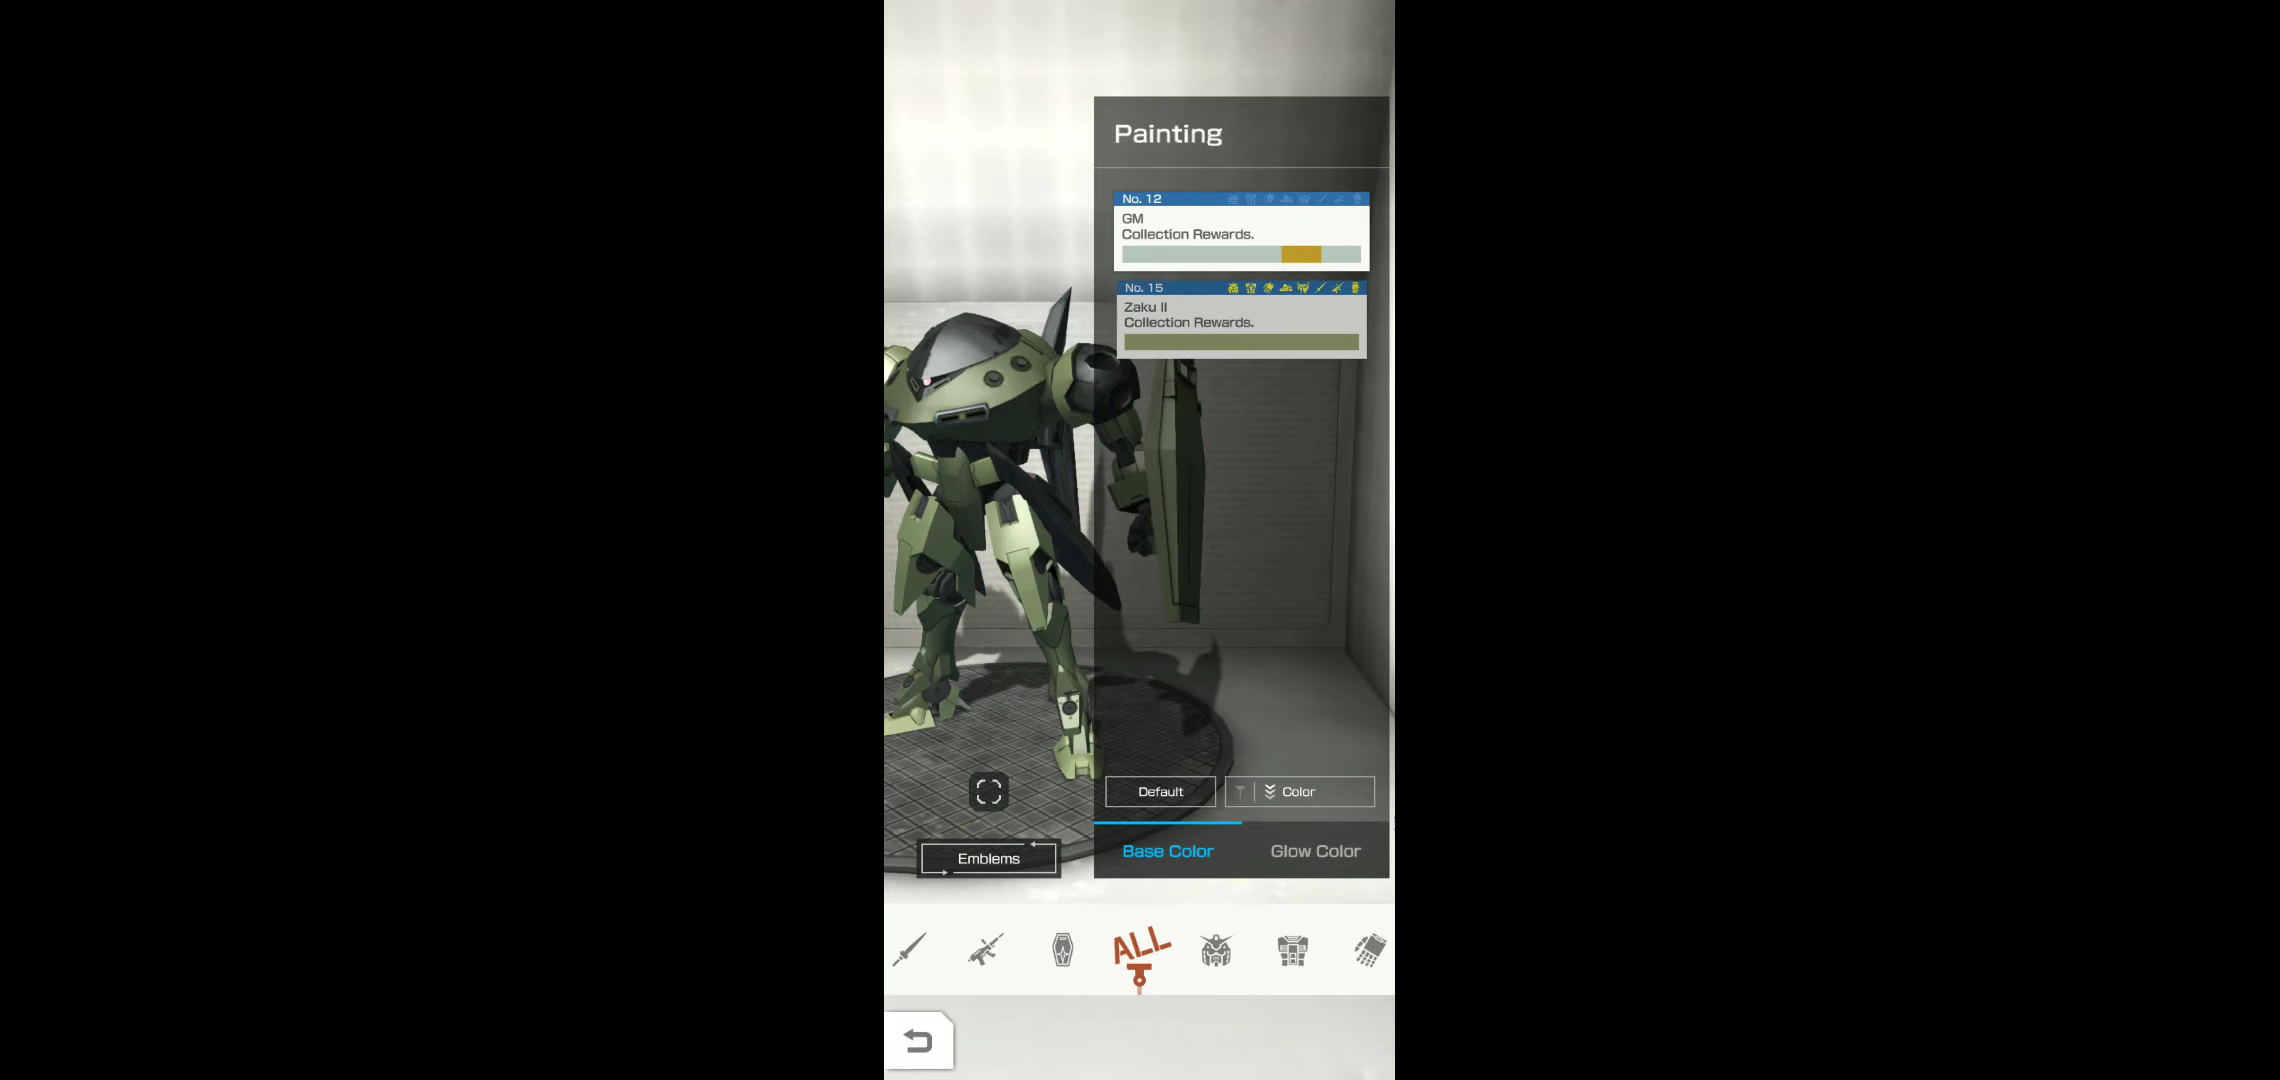 Painting
No. 12
GM
Collection Rewards.
No. 15
Zaku II
Collection Rewards.
Default
Color
Base Color
Glow Color
Emblems
ALL